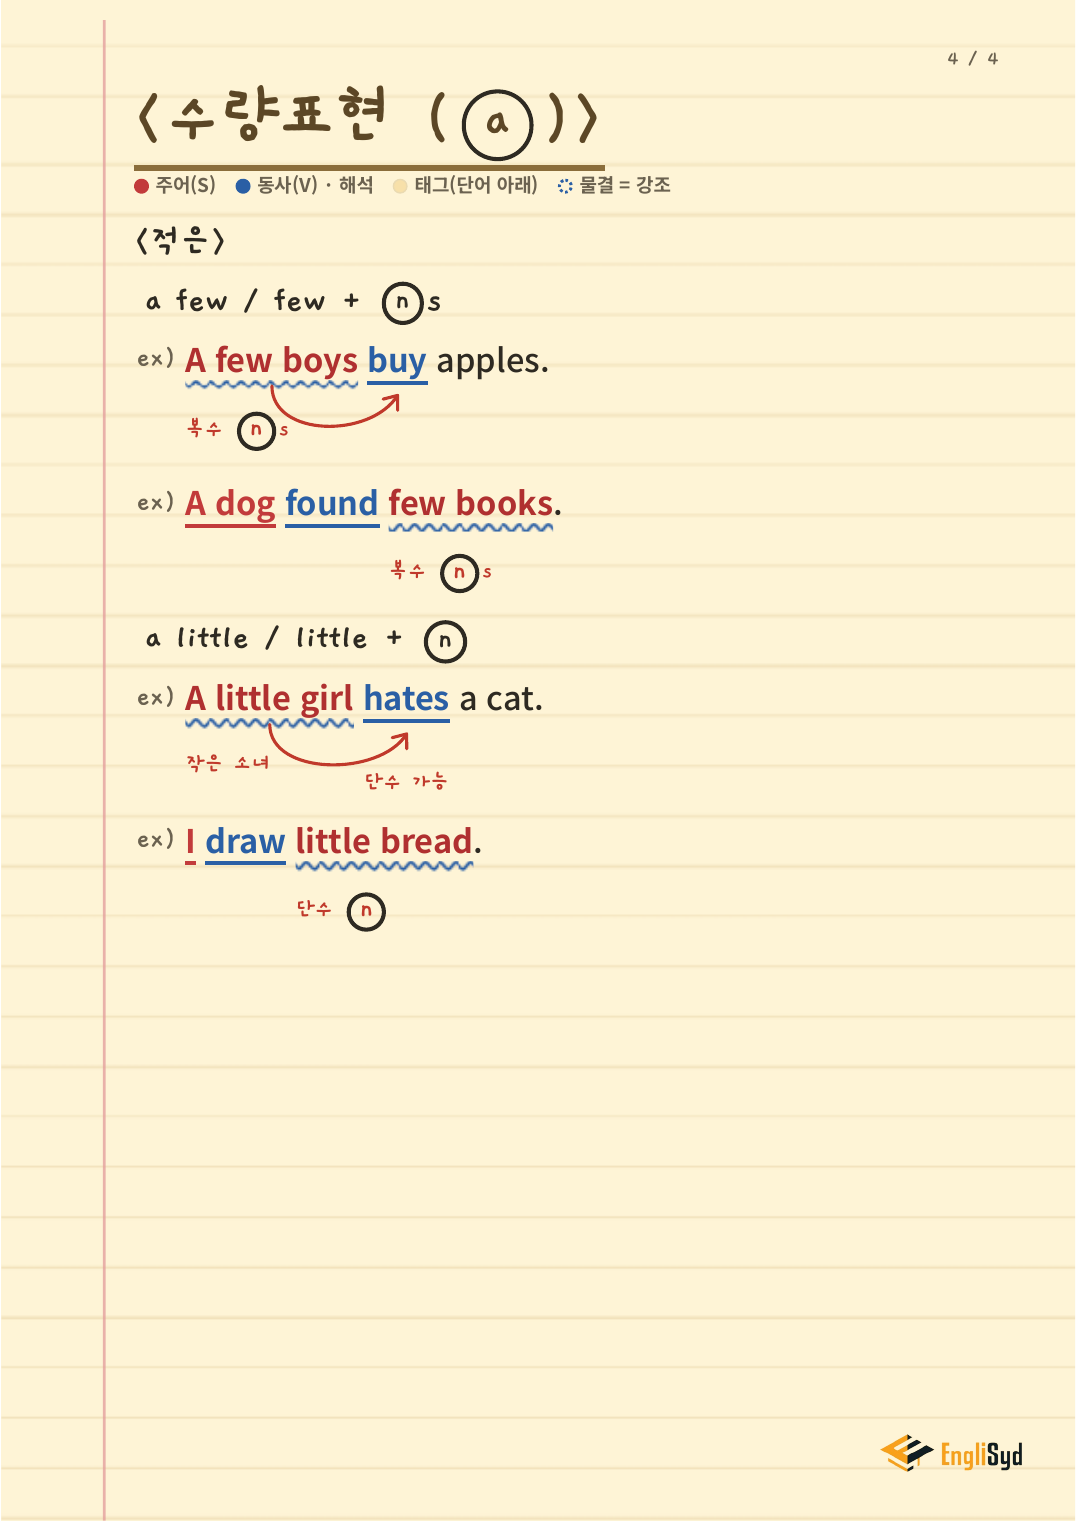 4 / 4
<수량표현 (a)>
주어(S) 동사(V) · 해석 태그(단어 아래) 물결 = 강조
<적은>
a few / few + n s
ex) A few boys buy apples.
복수 n s
ex) A dog found few books.
복수 n s
a little / little + n
ex) A little girl hates a cat.
작은 소녀
단수 가능
ex) I draw little bread.
단수 n
EngliSyd